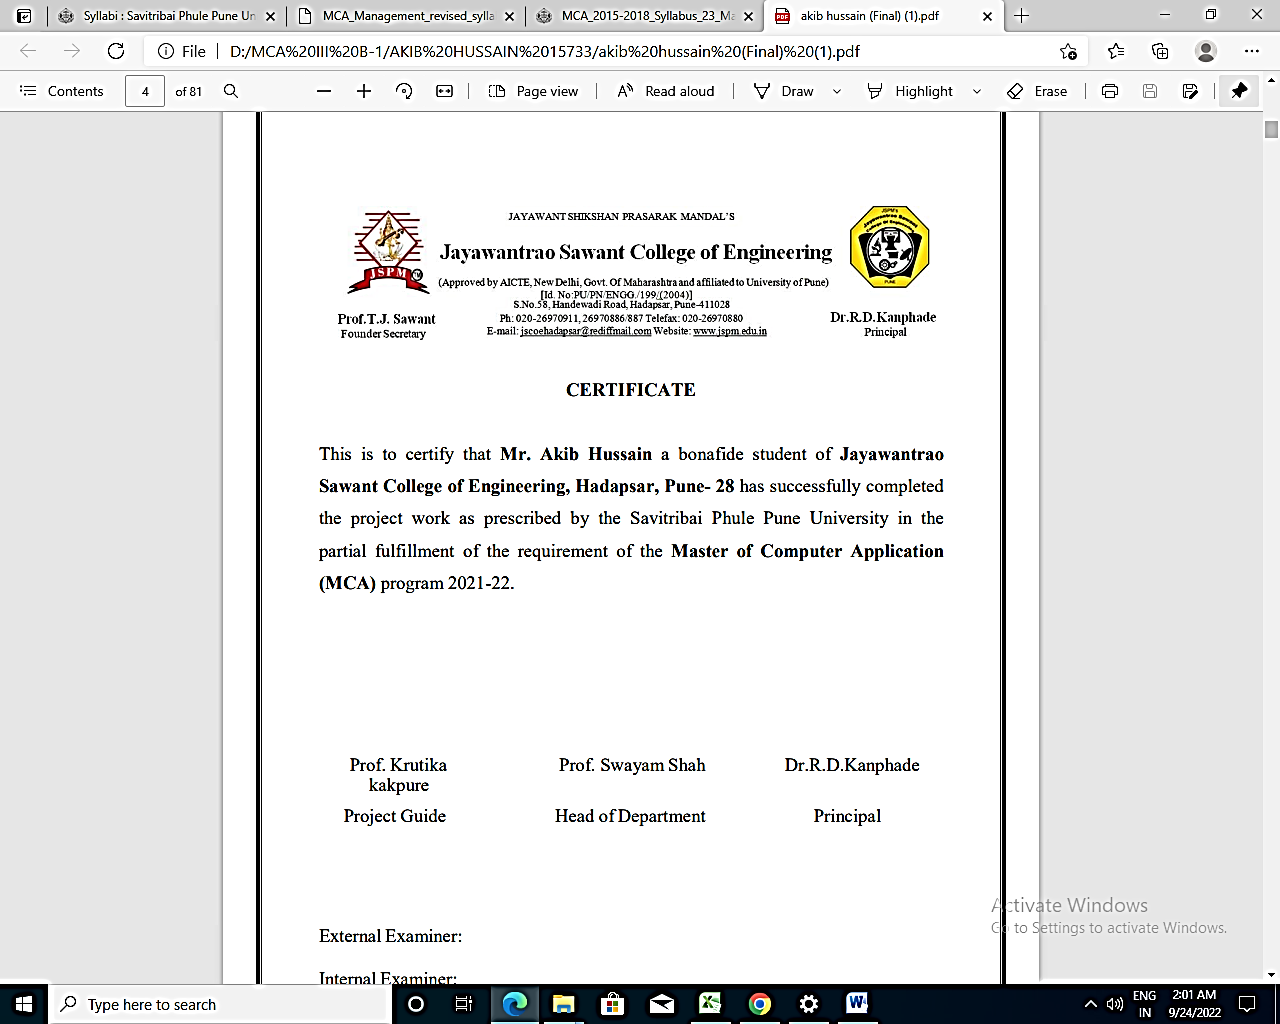 Syllabi : Savitribai Phule Pune Un
MCA_Management_revised_sylla
MCA_2015-2018_Syllabus_23_Ma
akib hussain (Final) (1).pdf
File
D:/MCA%20III%20B-1/AKIB%20HUSSAIN%2015733/akib%20hussain%20(Final)%20(1).pdf
Contents 4 of 81 Page view Read aloud Draw Highlight Erase
JAYAWANT SHIKSHAN PRASARAK MANDAL'S
Jayawantrao Sawant College of Engineering
(Approved by AICTE, New Delhi, Govt. Of Maharashtra and affiliated to University of Pune)
[Id. No:PU/PN/ENGG./199/(2004)]
S.No.58, Handewadi Road, Hadapsar, Pune-411028
Ph: 020-26970911, 26970886/887 Telefax: 020-26970880
E-mail: jscoehadapsar@rediffmail.com Website: www.jspm.edu.in
JSPM TM
Prof.T.J. Sawant
Founder Secretary
JSPM's
Jayawantrao Sawant
College of Engineering
PUNE
Dr.R.D.Kanphade
Principal
CERTIFICATE
This is to certify that Mr. Akib Hussain a bonafide student of Jayawantrao
Sawant College of Engineering, Hadapsar, Pune- 28 has successfully completed
the project work as prescribed by the Savitribai Phule Pune University in the
partial fulfillment of the requirement of the Master of Computer Application
(MCA) program 2021-22.
Prof. Krutika
kakpure
Project Guide
Prof. Swayam Shah
Head of Department
Dr.R.D.Kanphade
Principal
External Examiner:
Internal Examiner:
Activate Windows
Go to Settings to activate Windows.
Type here to search
ENG
IN
2:01 AM
9/24/2022